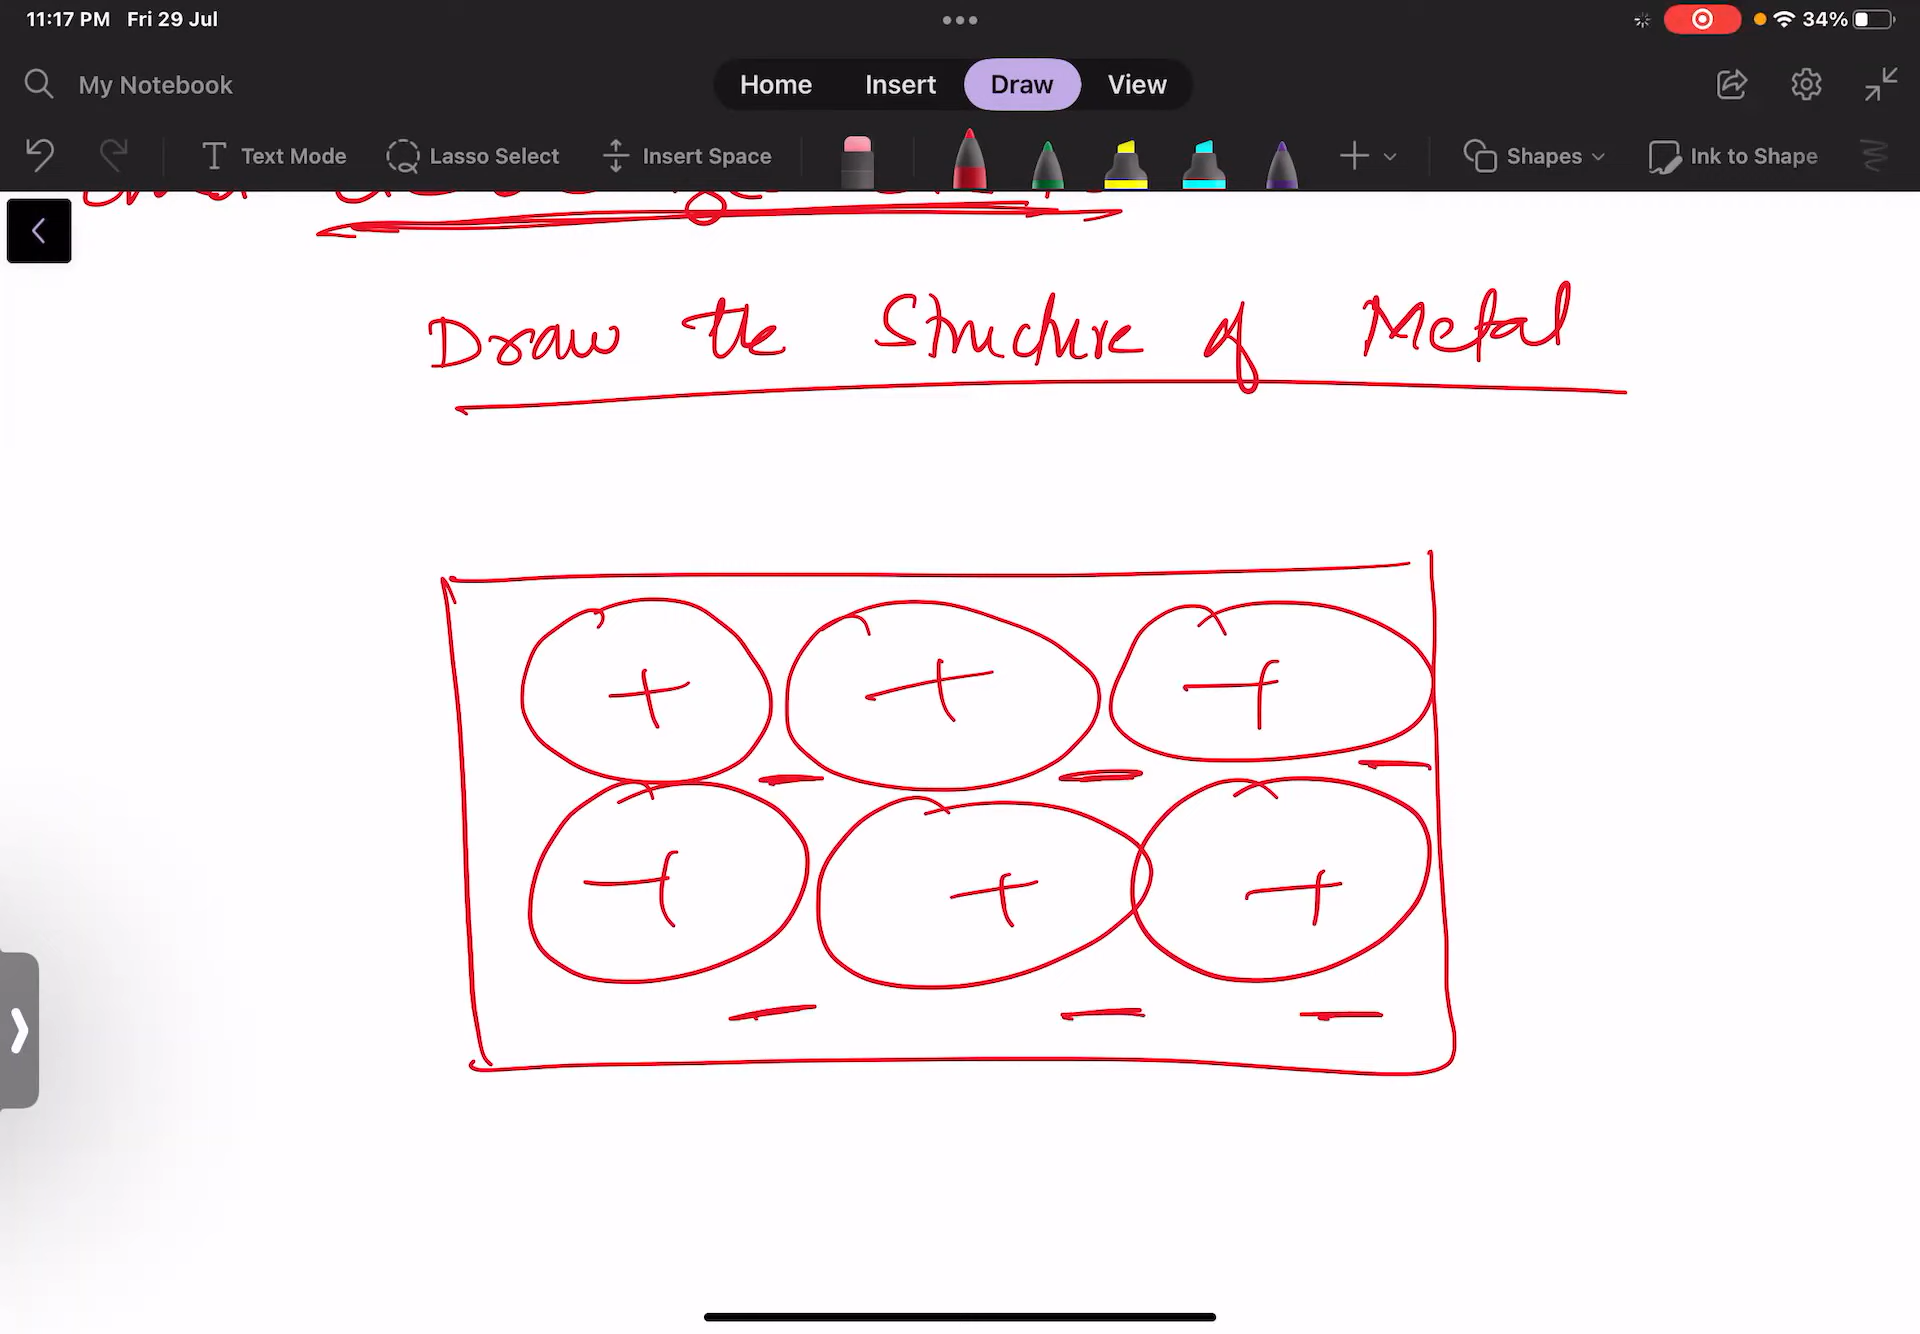 11:17 PM Fri 29 Jul
34%
My Notebook
Home Insert Draw View
Text Mode Lasso Select Insert Space Shapes Ink to Shape
Draw the Structure of Metal
+ + +
- - -
+ + +
- - -